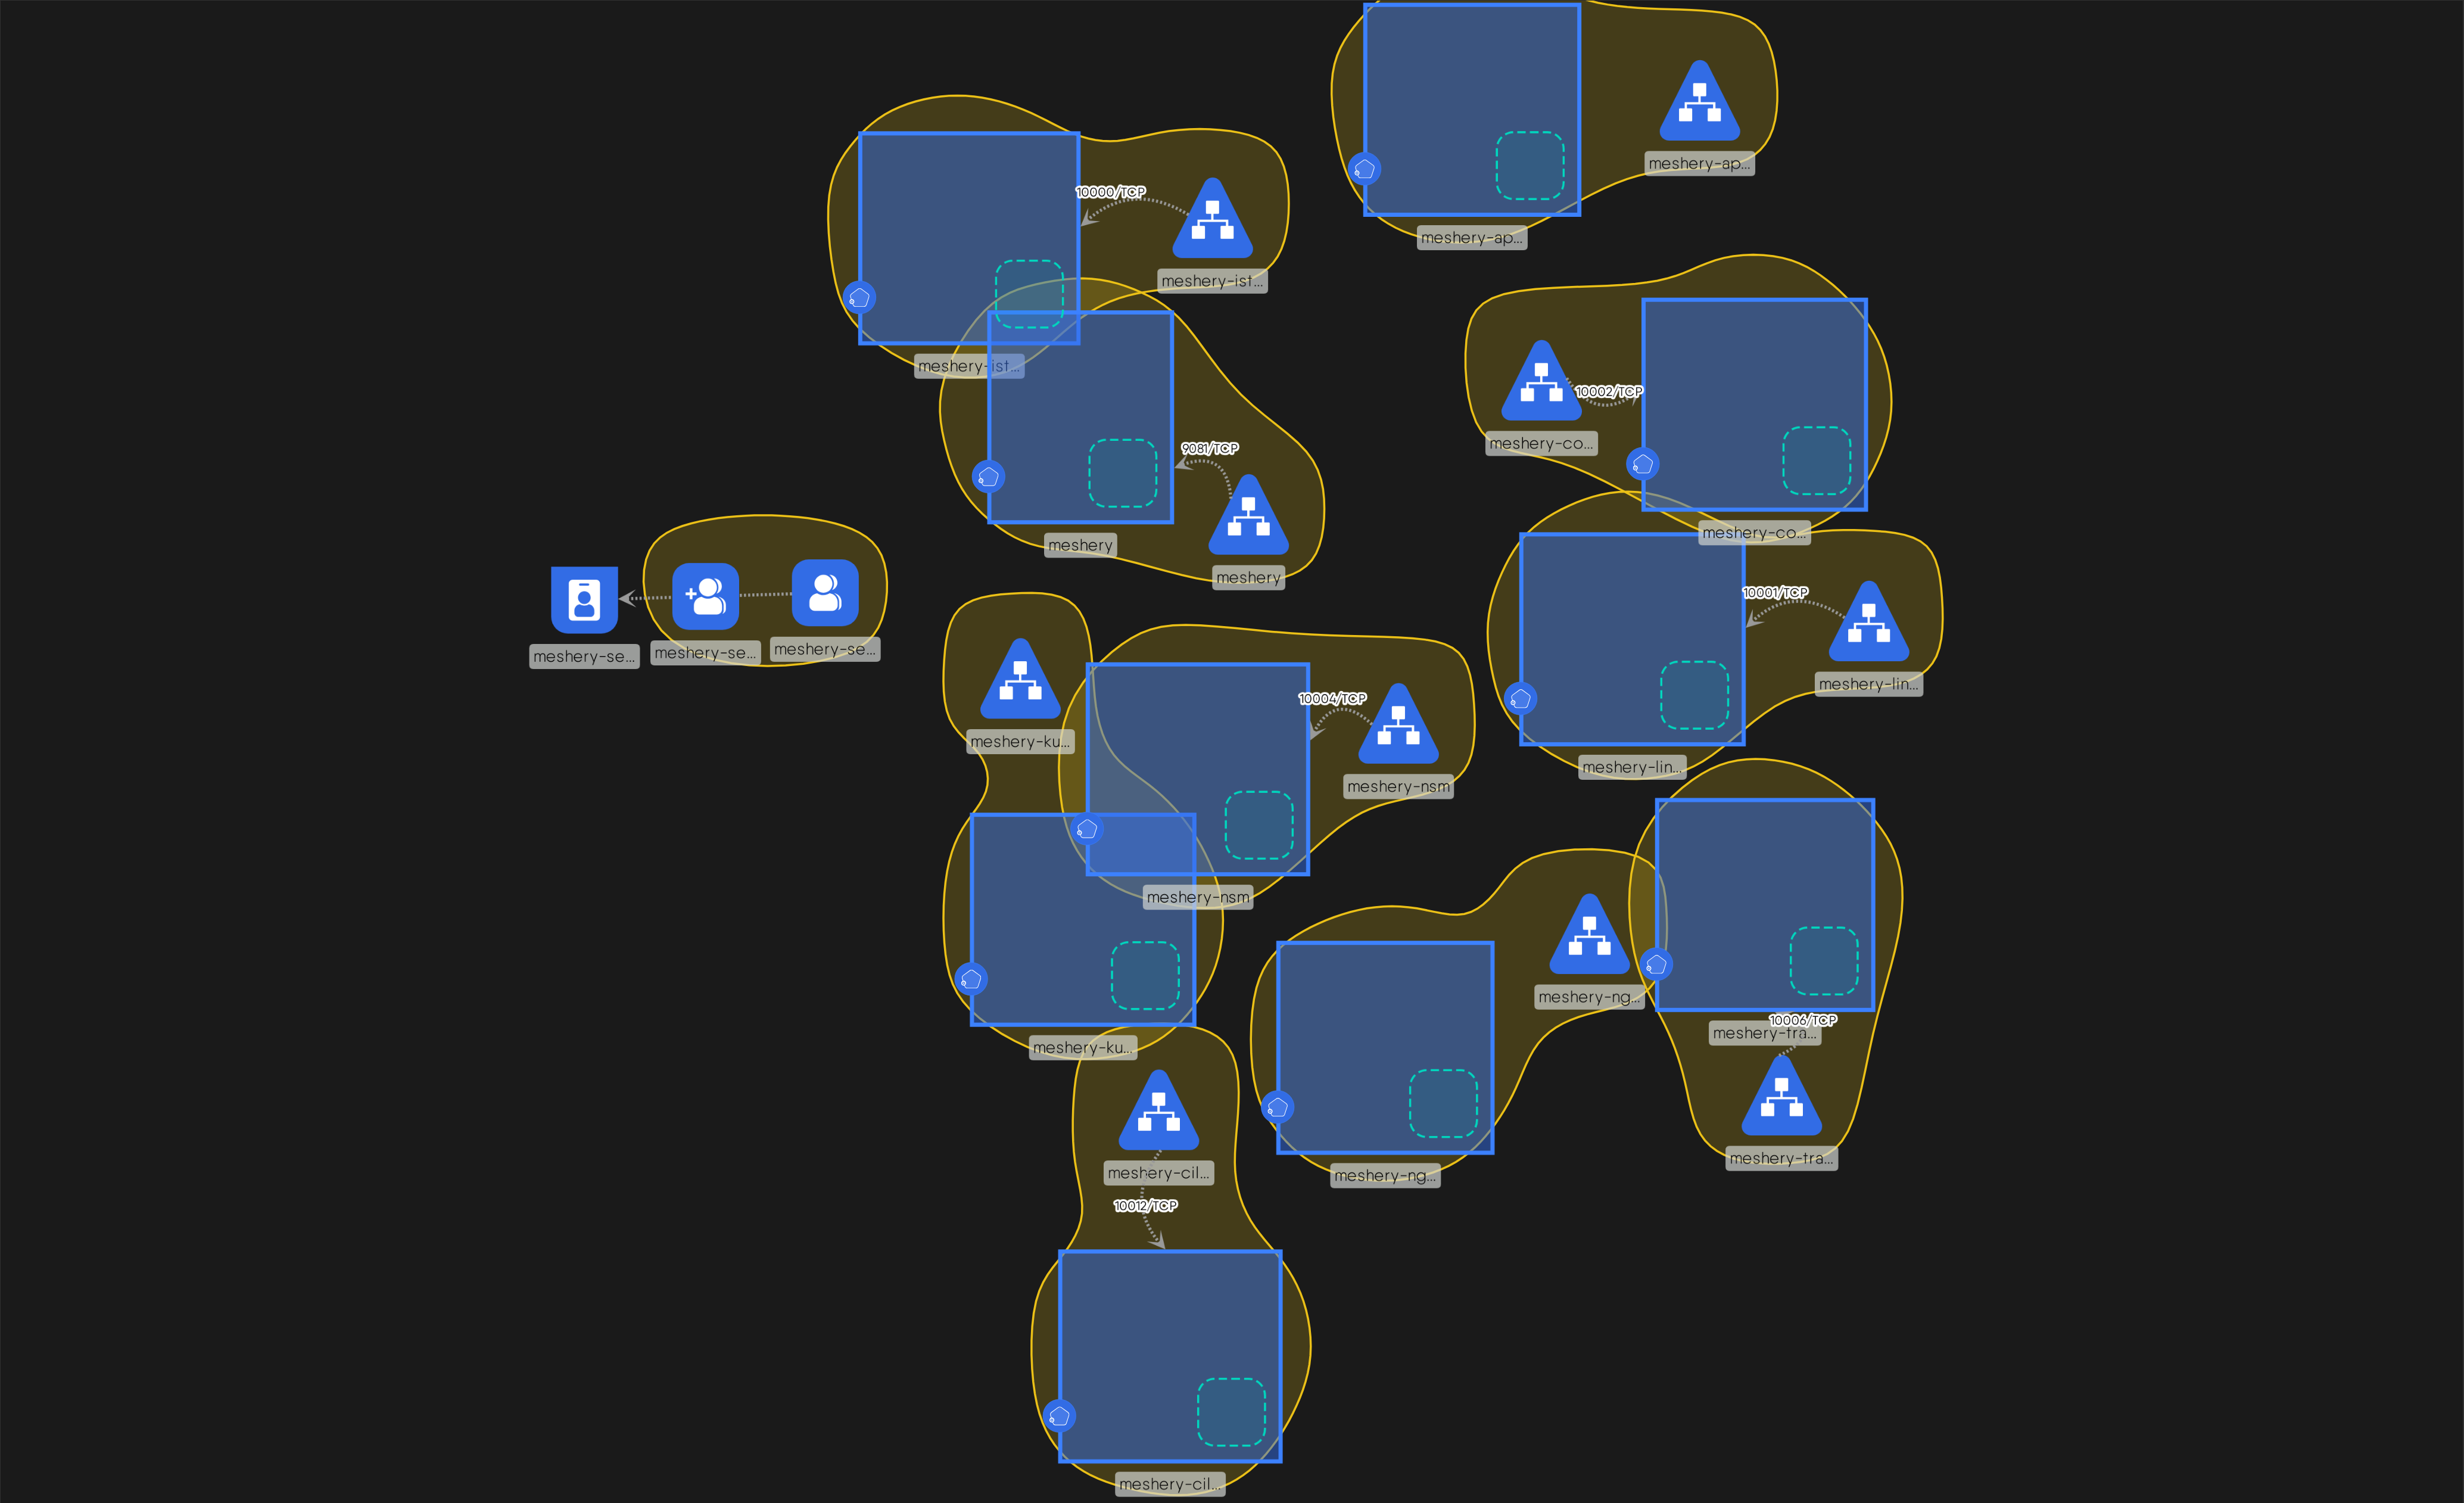 meshery-ap...
meshery-ap...
10000/TCP
meshery-ist...
meshery-ist...
10002/TCP
meshery-co...
meshery-co...
9081/TCP
meshery
meshery
meshery-se...
meshery-se...
meshery-se...
10001/TCP
meshery-lin...
meshery-lin...
meshery-ku...
10004/TCP
meshery-nsm
meshery-nsm
meshery-ku...
meshery-ng...
meshery-ng...
10006/TCP
meshery-tra...
meshery-tra...
meshery-cil...
10012/TCP
meshery-cil...